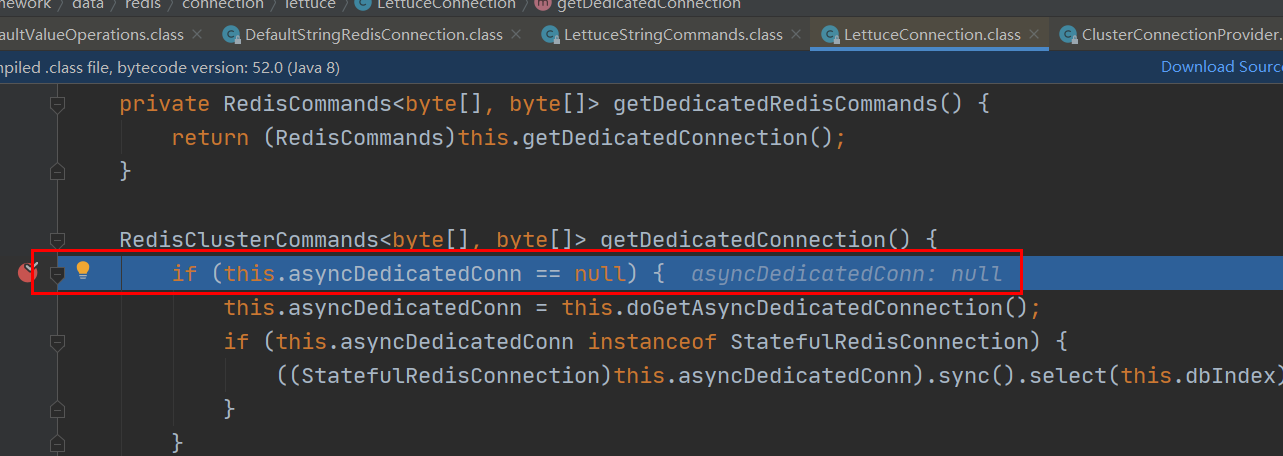 mework › data › redis › connection › lettuce › LettuceConnection › getDedicatedConnection
aultValueOperations.class × DefaultStringRedisConnection.class × LettuceStringCommands.class × LettuceConnection.class × ClusterConnectionProvider.
mpiled .class file, bytecode version: 52.0 (Java 8) Download Source
private RedisCommands<byte[], byte[]> getDedicatedRedisCommands() {
return (RedisCommands)this.getDedicatedConnection();
}
RedisClusterCommands<byte[], byte[]> getDedicatedConnection() {
if (this.asyncDedicatedConn == null) { asyncDedicatedConn: null
this.asyncDedicatedConn = this.doGetAsyncDedicatedConnection();
if (this.asyncDedicatedConn instanceof StatefulRedisConnection) {
((StatefulRedisConnection)this.asyncDedicatedConn).sync().select(this.dbIndex)
}
}